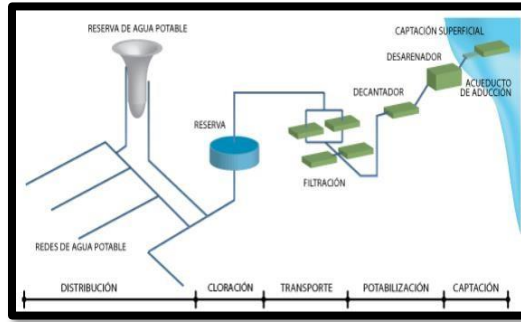 RESERVA DE AGUA POTABLE
CAPTACIÓN SUPERFICIAL
DESARENADOR
ACUEDUCTO
DE ADUCCIÓN
DECANTADOR
RESERVA
FILTRACIÓN
REDES DE AGUA POTABLE
DISTRIBUCIÓN
CLORACIÓN
TRANSPORTE
POTABILIZACIÓN
CAPTACIÓN